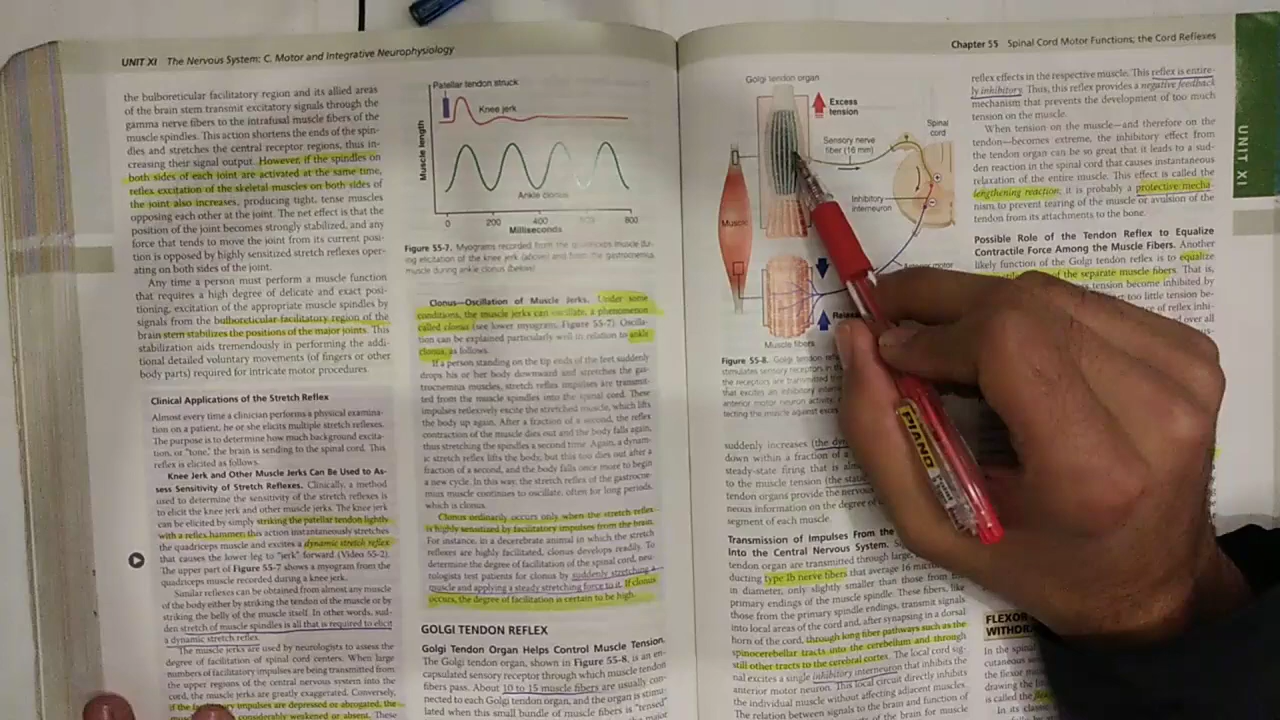 UNIT XI The Nervous System: C. Motor and Integrative Neurophysiology
the bulboreticular facilitatory region and its allied areas
of the brain stem transmit excitatory signals through the
gamma nerve fibers to the intrafusal muscle fibers of the
muscle spindles. This action shortens the ends of the spin-
dles and stretches the central receptor regions, thus in-
creasing their signal output. However, if the spindles on
both sides of each joint are activated at the same time,
reflex excitation of the skeletal muscles on both sides of
the joint also increases, producing tight, tense muscles
opposing each other at the joint. The net effect is that the
position of the joint becomes strongly stabilized, and any
force that tends to move the joint from its current posi-
tion is opposed by highly sensitized stretch reflexes oper-
ating on both sides of the joint.
Any time a person must perform a muscle function
that requires a high degree of delicate and exact posi-
tioning, excitation of the appropriate muscle spindles by
signals from the bulboreticular facilitatory region of the
brain stem stabilizes the positions of the major joints. This
stabilization aids tremendously in performing the addi-
tional detailed voluntary movements (of fingers or other
body parts) required for intricate motor procedures.
Clinical Applications of the Stretch Reflex
Almost every time a clinician performs a physical examina-
tion on a patient, he or she elicits multiple stretch reflexes.
The purpose is to determine how much background excita-
tion, or "tone," the brain is sending to the spinal cord. This
reflex is elicited as follows.
Knee Jerk and Other Muscle Jerks Can Be Used to As-
sess Sensitivity of Stretch Reflexes. Clinically, a method
used to determine the sensitivity of the stretch reflexes is
to elicit the knee jerk and other muscle jerks. The knee jerk
can be elicited by simply striking the patellar tendon lightly
with a reflex hammer; this action instantaneously stretches
the quadriceps muscle and excites a dynamic stretch reflex
that causes the lower leg to "jerk" forward (Video 55-2).
The upper part of Figure 55-7 shows a myogram from the
quadriceps muscle recorded during a knee jerk.
Similar reflexes can be obtained from almost any muscle
of the body either by striking the tendon of the muscle or by
striking the belly of the muscle itself. In other words, sud-
den stretch of muscle spindles is all that is required to elicit
a dynamic stretch reflex.
The muscle jerks are used by neurologists to assess the
degree of facilitation of spinal cord centers. When large
numbers of facilitatory impulses are being transmitted from
the upper regions of the central nervous system into the
cord, the muscle jerks are greatly exaggerated. Conversely,
if the facilitatory impulses are depressed or abrogated, the
considerably weakened or absent. These
Patellar tendon struck
Knee jerk
Muscle length
Ankle clonus
0 200 400 600 800
Milliseconds
Figure 55-7. Myograms recorded from the quadriceps muscle du-
ring elicitation of the knee jerk (above) and from the gastrocnemius
muscle during ankle clonus (below).
Clonus—Oscillation of Muscle Jerks. Under some
conditions, the muscle jerks can oscillate, a phenomenon
called clonus (see lower myogram, Figure 55-7). Oscilla-
tion can be explained particularly well in relation to ankle
clonus, as follows.
If a person standing on the tip ends of the feet suddenly
drops his or her body downward and stretches the gas-
trocnemius muscles, stretch reflex impulses are transmit-
ted from the muscle spindles into the spinal cord. These
impulses reflexively excite the stretched muscle, which lifts
the body up again. After a fraction of a second, the reflex
contraction of the muscle dies out and the body falls again,
thus stretching the spindles a second time. Again, a dynam-
ic stretch reflex lifts the body, but this too dies out after a
fraction of a second, and the body falls once more to begin
a new cycle. In this way, the stretch reflex of the gastrocne-
mius muscle continues to oscillate, often for long periods,
which is clonus.
Clonus ordinarily occurs only when the stretch reflex
is highly sensitized by facilitatory impulses from the brain.
For instance, in a decerebrate animal in which the stretch
reflexes are highly facilitated, clonus develops readily. To
determine the degree of facilitation of the spinal cord, neu-
rologists test patients for clonus by suddenly stretching a
muscle and applying a steady stretching force to it. If clonus
occurs, the degree of facilitation is certain to be high.
GOLGI TENDON REFLEX
Golgi Tendon Organ Helps Control Muscle Tension.
The Golgi tendon organ, shown in Figure 55-8, is an en-
capsulated sensory receptor through which muscle tendon
fibers pass. About 10 to 15 muscle fibers are usually con-
nected to each Golgi tendon organ, and the organ is stimu-
lated when this small bundle of muscle fibers is "tensed"
Chapter 55 Spinal Cord Motor Functions; the Cord Reflexes
Golgi tendon organ
Excess
tension
Sensory nerve
fiber (16 mm)
Spinal
cord
Inhibitory
interneuron
Muscle
Anterior motor
Muscle fibers
Figure 55-8. Golgi tendon
stimulates sensory receptors in
the receptors are transmitted
that excite an inhibitory
anterior motor neuron activity,
tecting the muscle against
suddenly increases (the
down within a fraction of a
steady-state firing that is
to the muscle tension (the
tendon organs provide the nervous
neous information on the degree of
segment of each muscle.
Transmission of Impulses From the
Into the Central Nervous System.
tendon organ are transmitted through large,
ducting type Ib nerve fibers that average 16
in diameter, only slightly smaller than those from
primary endings of the muscle spindle. These fibers, like
those from the primary spindle endings, transmit signals
into local areas of the cord and, after synapsing in a dorsal
horn of the cord, through long fiber pathways such as the
spinocerebellar tracts into the cerebellum and through
still other tracts to the cerebral cortex. The local cord sig-
nal excites a single inhibitory interneuron that inhibits the
anterior motor neuron. This local circuit directly inhibits
the individual muscle without affecting adjacent muscles.
The relation between signals to the brain and function of
reflex effects in the respective muscle. This reflex is entire-
ly inhibitory. Thus, this reflex provides a negative feedback
mechanism that prevents the development of too much
tension on the muscle.
When tension on the muscle—and therefore on the
tendon—becomes extreme, the inhibitory effect from
the tendon organ can be so great that it leads to a sud-
den reaction in the spinal cord that causes instantaneous
relaxation of the entire muscle. This effect is called the
lengthening reaction; it is probably a protective mecha-
nism to prevent tearing of the muscle or avulsion of the
tendon from its attachments to the bone.
Possible Role of the Tendon Reflex to Equalize
Contractile Force Among the Muscle Fibers. Another
likely function of the Golgi tendon reflex is to equalize
of the separate muscle fibers. That is,
tension become inhibited by
too little tension be-
of reflex inhi-
over all
FLEXOR
WITHDRA
In the spinal
cutaneous
the flexor
drawing the
called the
In its classic
UNIT XI
PIANO